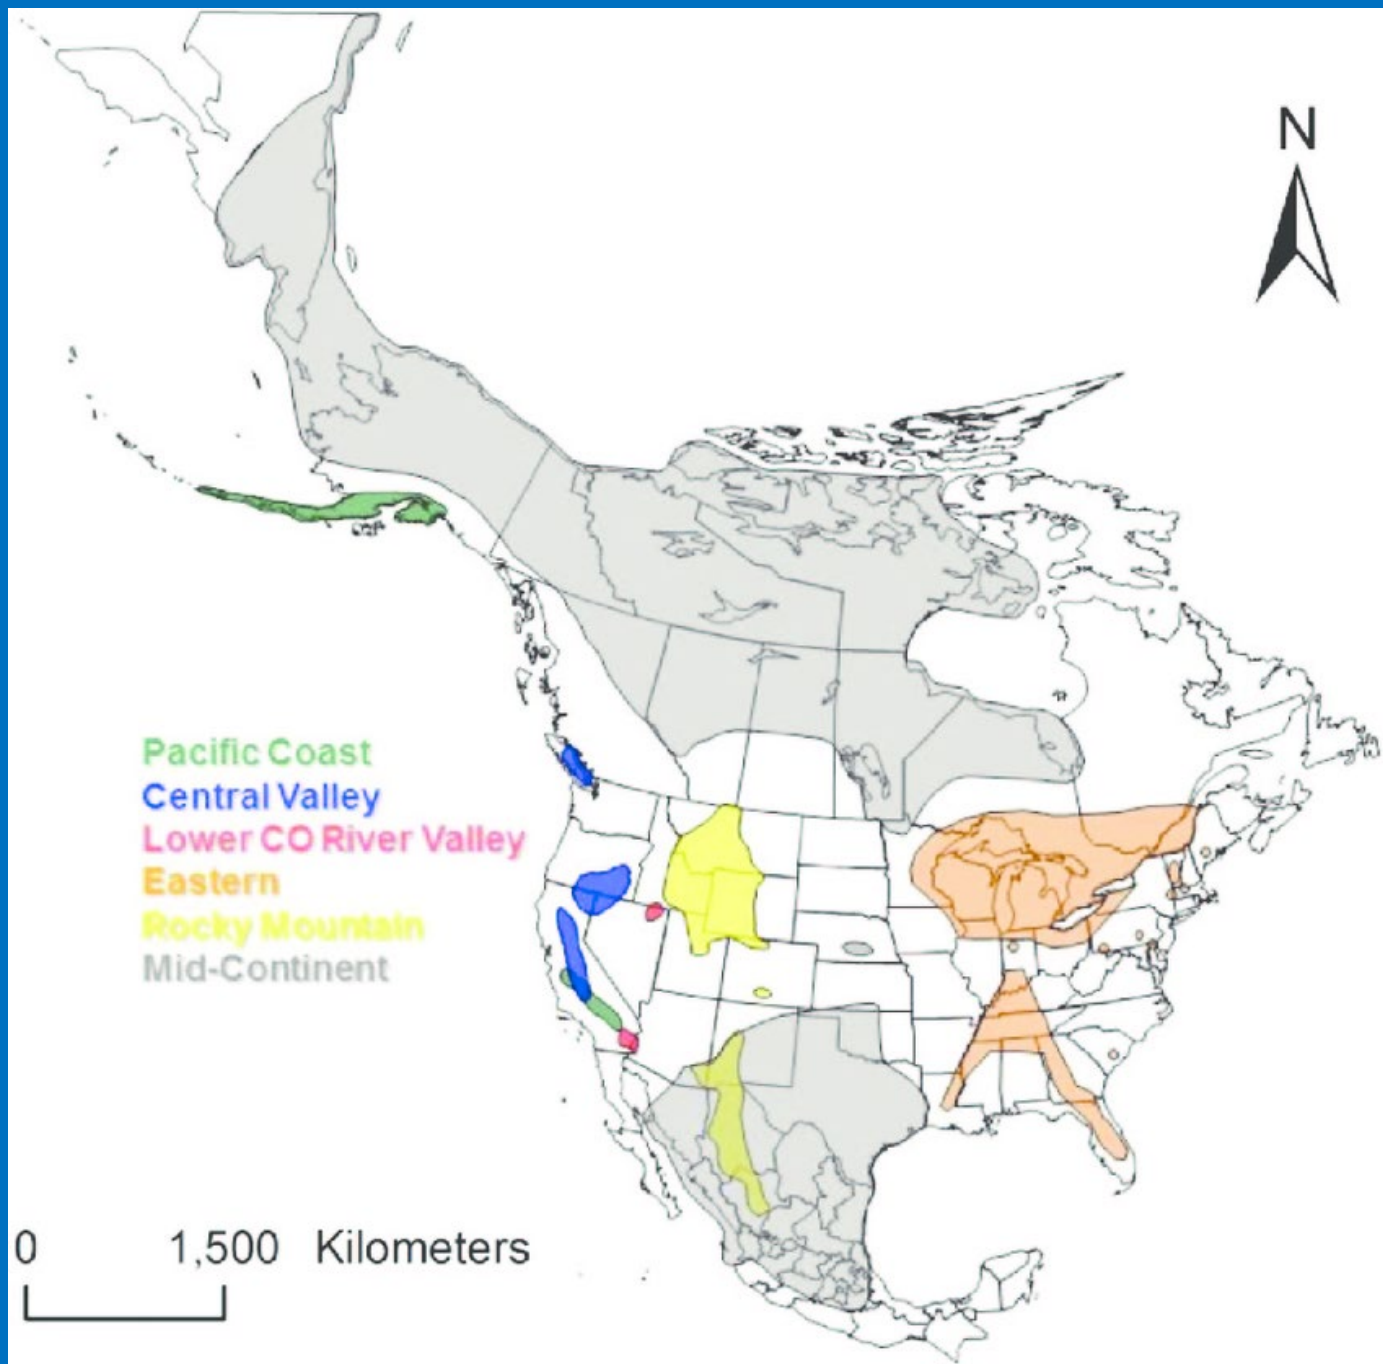 N
Pacific Coast
Central Valley
Lower CO River Valley
Eastern
Rocky Mountain
Mid-Continent
0 1,500 Kilometers